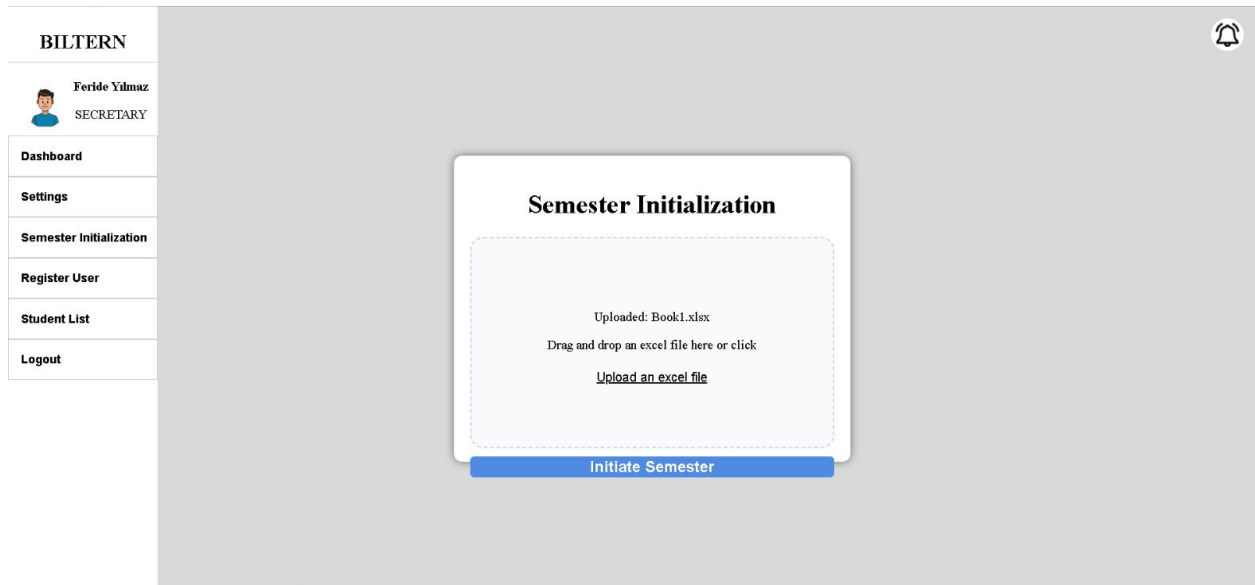 BILTERN
Feride Yılmaz
SECRETARY
Dashboard
Settings
Semester Initialization
Register User
Student List
Logout
Semester Initialization
Uploaded: Book1.xlsx
Drag and drop an excel file here or click
Upload an excel file
Initiate Semester